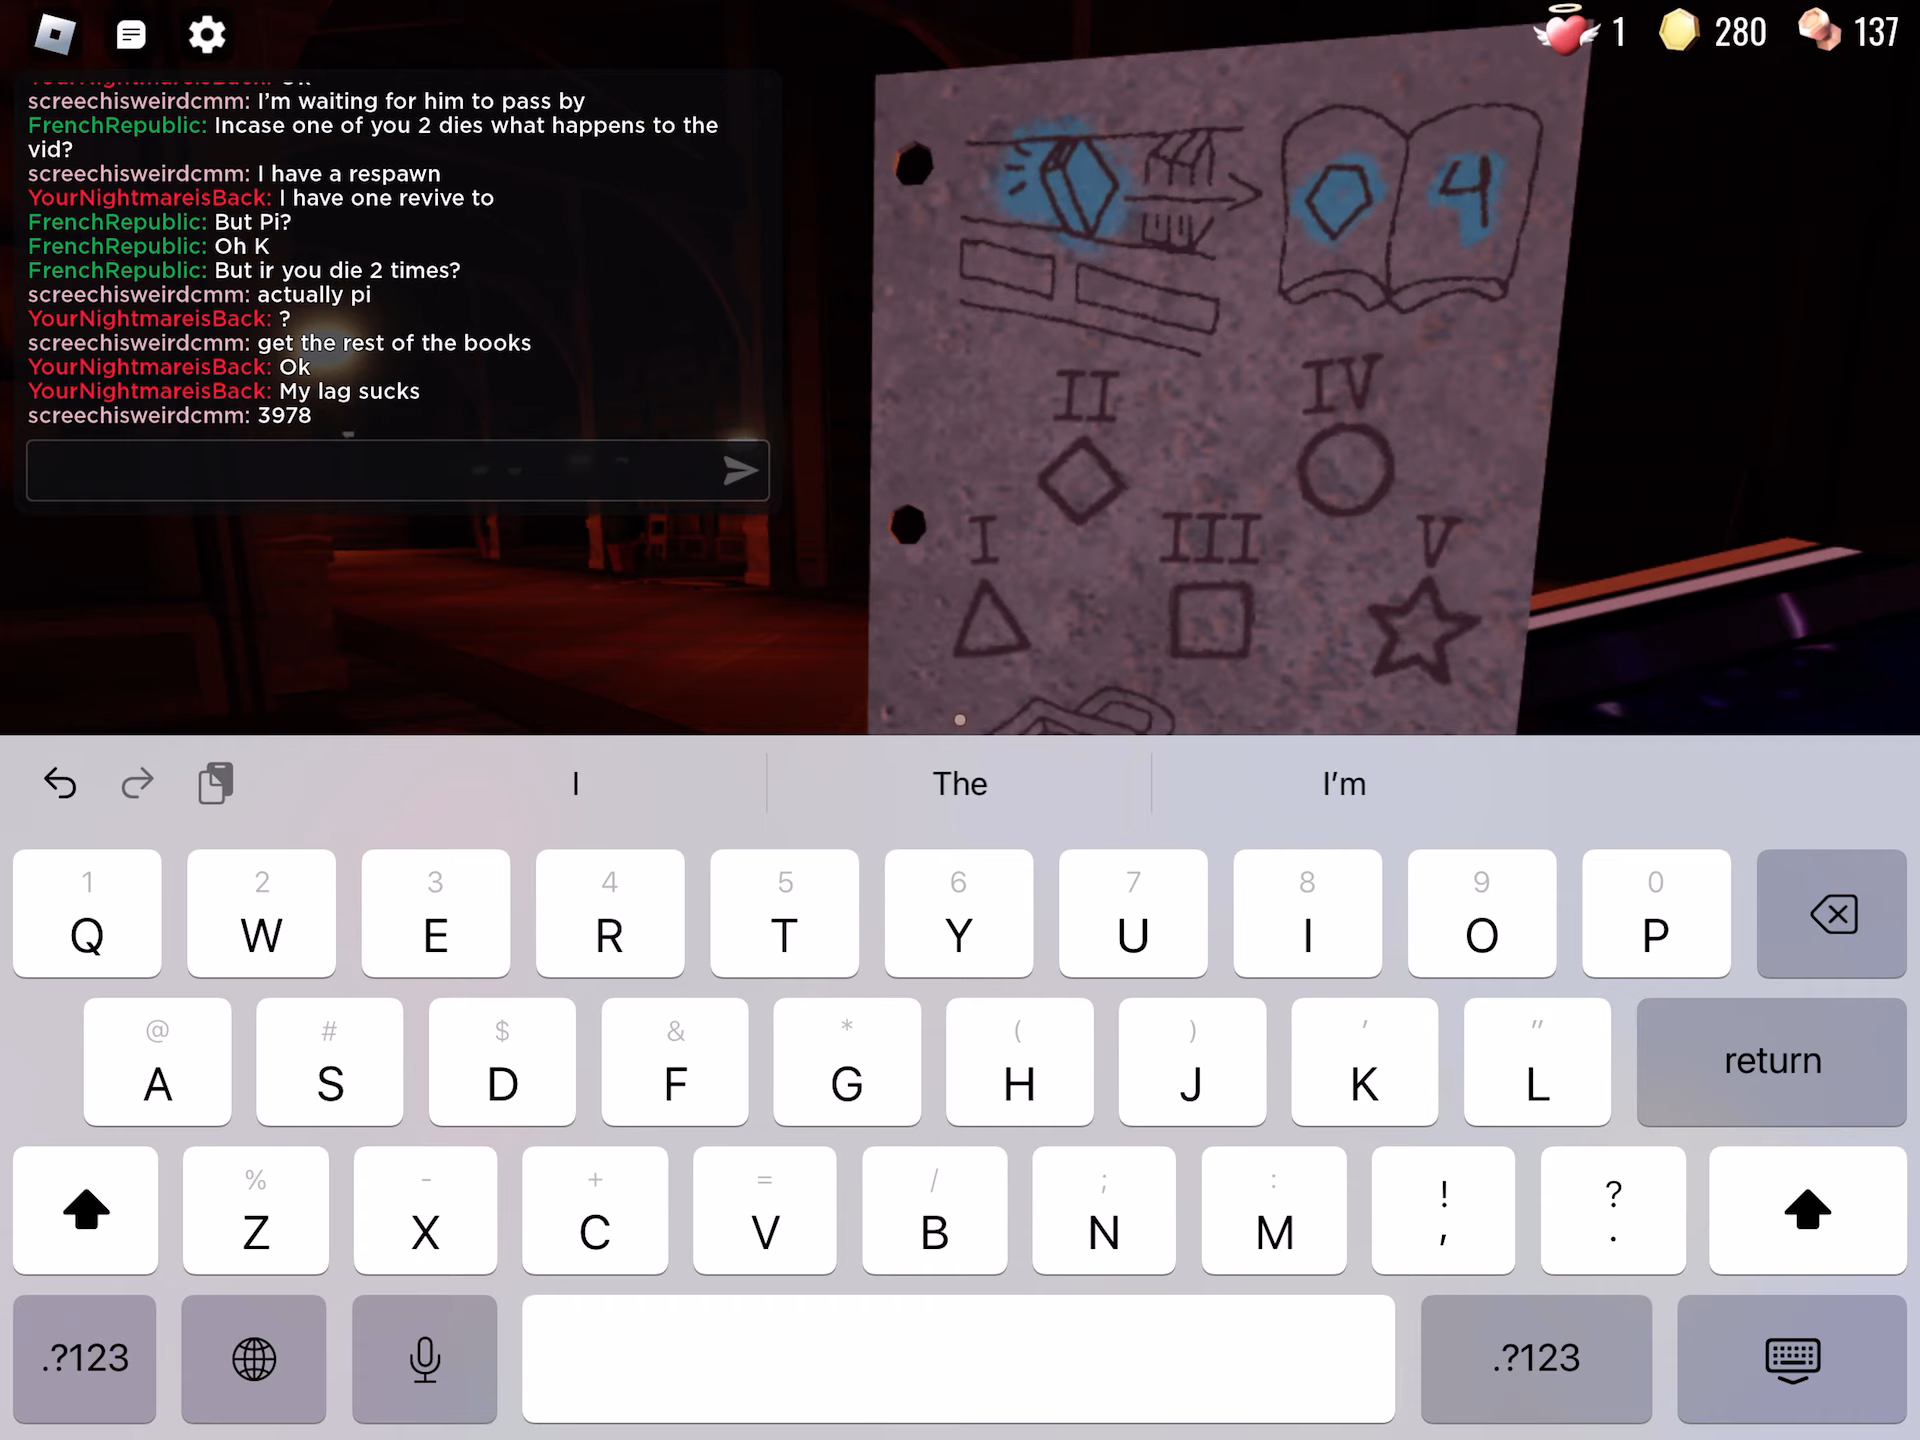 1 280 137
screechisweirdcmm: I'm waiting for him to pass by
FrenchRepublic: Incase one of you 2 dies what happens to the
vid?
screechisweirdcmm: I have a respawn
YourNightmareisBack: I have one revive to
FrenchRepublic: But Pi?
FrenchRepublic: Oh K
FrenchRepublic: But ir you die 2 times?
screechisweirdcmm: actually pi
YourNightmareisBack: ?
screechisweirdcmm: get the rest of the books
YourNightmareisBack: Ok
YourNightmareisBack: My lag sucks
screechisweirdcmm: 3978
4
II IV
I III V
I The I'm
1 2 3 4 5 6 7 8 9 0
Q W E R T Y U I O P
@ # $ & * ( ) ' "
A S D F G H J K L return
% - + = / ; : ! ?
Z X C V B N M , .
.?123 .?123